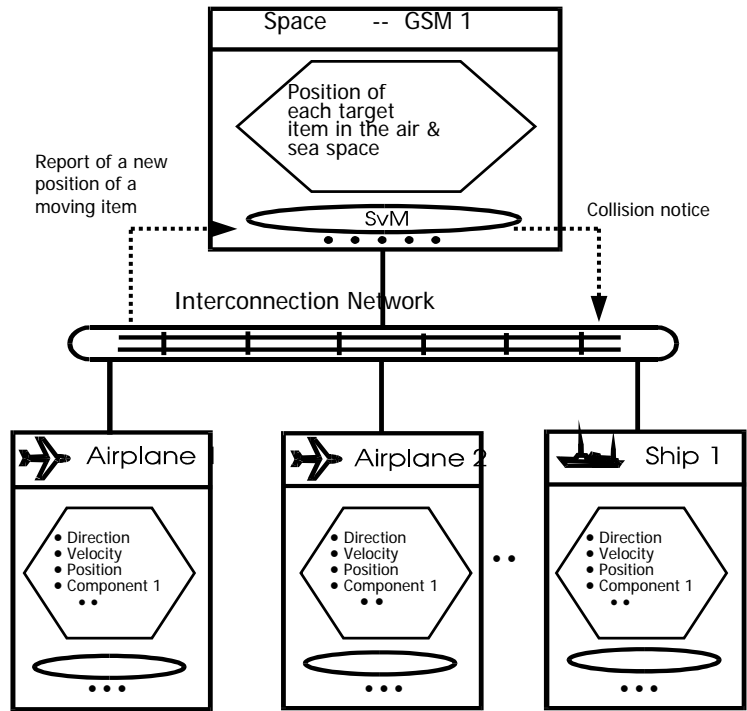 Space -- GSM 1
Position of
each target
item in the air &
sea space
Report of a new
position of a
moving item
SvM
Collision notice
Interconnection Network
Airplane 1
Airplane 2
Ship 1
• Direction
• Velocity
• Position
• Component 1
• Direction
• Velocity
• Position
• Component 1
• Direction
• Velocity
• Position
• Component 1